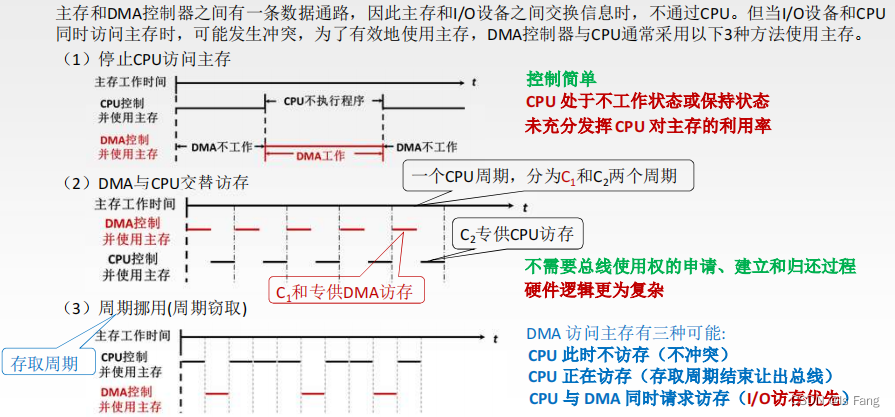 主存和DMA控制器之间有一条数据通路，因此主存和I/O设备之间交换信息时，不通过CPU。但当I/O设备和CPU
同时访问主存时，可能发生冲突，为了有效地使用主存，DMA控制器与CPU通常采用以下3种方法使用主存。
（1）停止CPU访问主存
主存工作时间
t
CPU控制
并使用主存
CPU不执行程序
DMA控制
并使用主存
DMA不工作
DMA工作
DMA不工作
控制简单
CPU 处于不工作状态或保持状态
未充分发挥 CPU 对主存的利用率
（2）DMA与CPU交替访存
一个CPU周期，分为C1和C2两个周期
主存工作时间
t
DMA控制
并使用主存
CPU控制
并使用主存
C2专供CPU访存
C1和专供DMA访存
不需要总线使用权的申请、建立和归还过程
硬件逻辑更为复杂
（3）周期挪用(周期窃取)
存取周期
主存工作时间
t
CPU控制
并使用主存
DMA控制
并使用主存
DMA 访问主存有三种可能:
CPU 此时不访存（不冲突）
CPU 正在访存（存取周期结束让出总线）
CPU 与 DMA 同时请求访存（I/O访存优先）
Fang